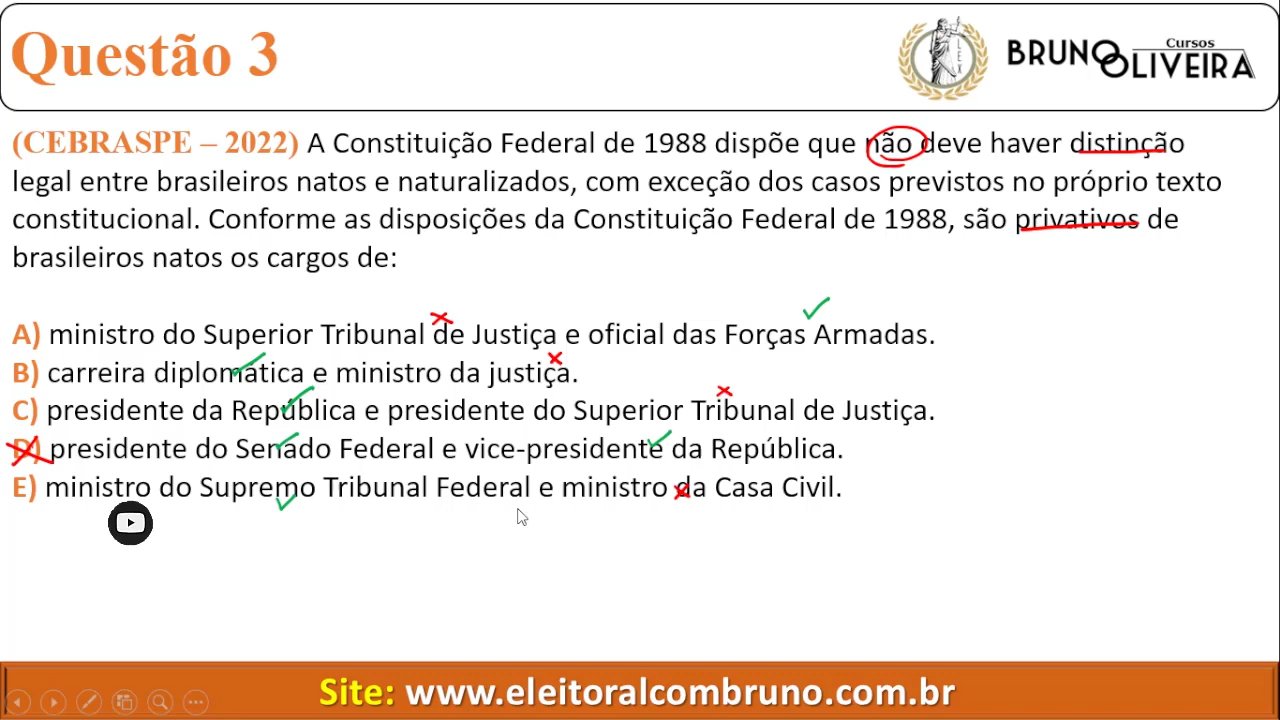 Questão 3
Cursos
BRUNO
OLIVEIRA
LEX
(CEBRASPE – 2022) A Constituição Federal de 1988 dispõe que não deve haver distinção
legal entre brasileiros natos e naturalizados, com exceção dos casos previstos no próprio texto
constitucional. Conforme as disposições da Constituição Federal de 1988, são privativos de
brasileiros natos os cargos de:
A) ministro do Superior Tribunal de Justiça e oficial das Forças Armadas.
B) carreira diplomática e ministro da justiça.
C) presidente da República e presidente do Superior Tribunal de Justiça.
D) presidente do Senado Federal e vice-presidente da República.
E) ministro do Supremo Tribunal Federal e ministro da Casa Civil.
Site: www.eleitoralcombruno.com.br